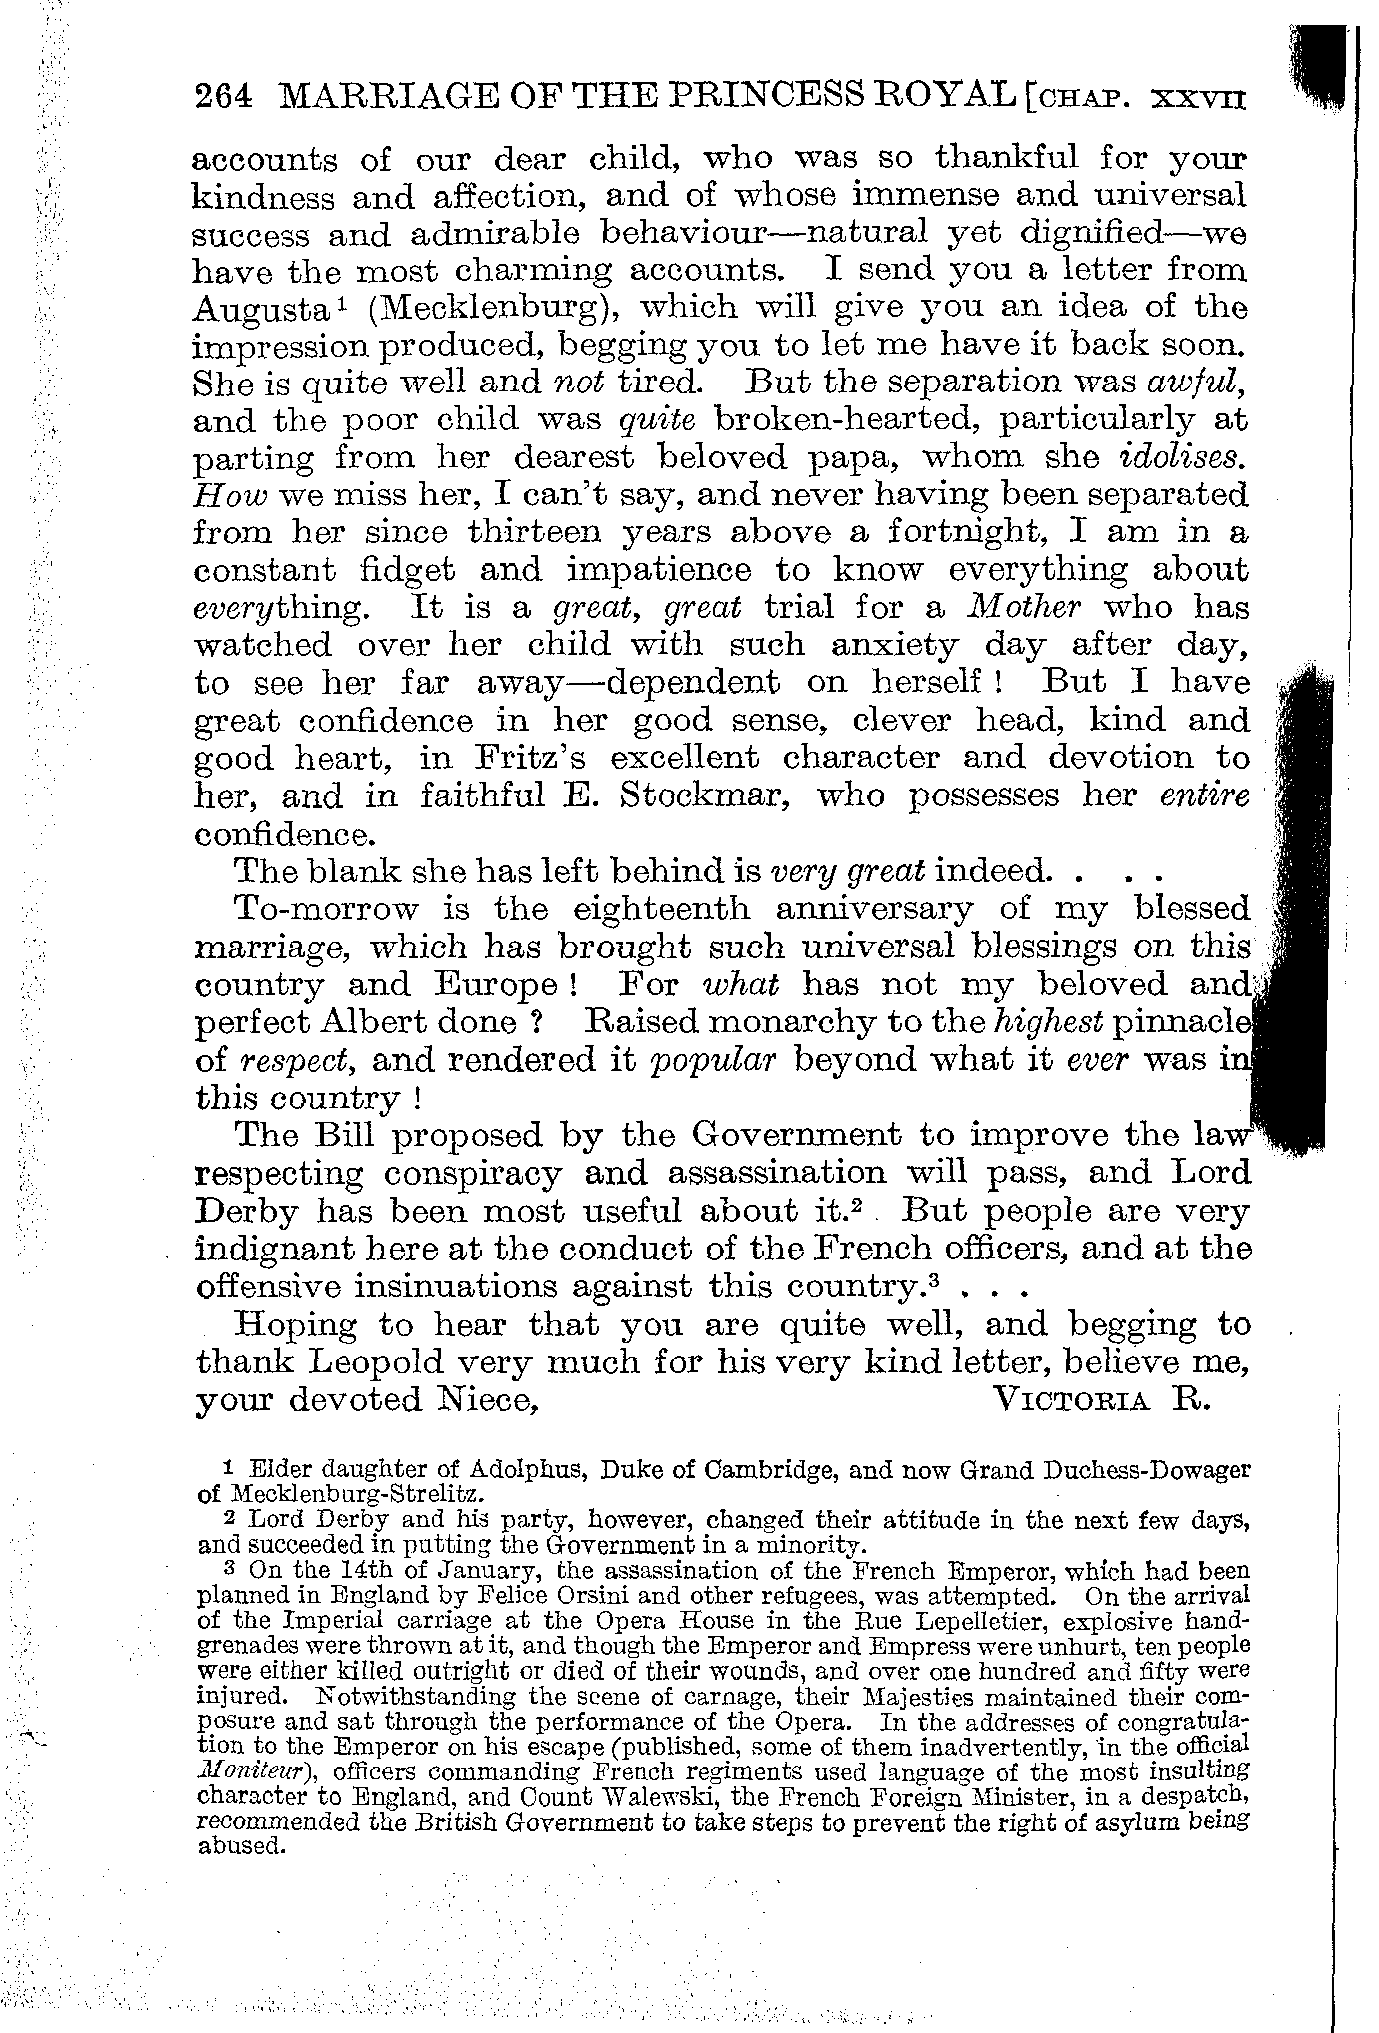 264 MARRIAGE OF THE PRINCESS ROYAL [CHAP. XXVII
accounts of our dear child, who was so thankful for your
kindness and affection, and of whose immense and universal
success and admirable behaviour—natural yet dignified—we
have the most charming accounts. I send you a letter from
Augusta¹ (Mecklenburg), which will give you an idea of the
impression produced, begging you to let me have it back soon.
She is quite well and not tired. But the separation was awful,
and the poor child was quite broken-hearted, particularly at
parting from her dearest beloved papa, whom she idolises.
How we miss her, I can't say, and never having been separated
from her since thirteen years above a fortnight, I am in a
constant fidget and impatience to know everything about
everything. It is a great, great trial for a Mother who has
watched over her child with such anxiety day after day,
to see her far away—dependent on herself ! But I have
great confidence in her good sense, clever head, kind and
good heart, in Fritz's excellent character and devotion to
her, and in faithful E. Stockmar, who possesses her entire
confidence.
The blank she has left behind is very great indeed. . . .
To-morrow is the eighteenth anniversary of my blessed
marriage, which has brought such universal blessings on this
country and Europe ! For what has not my beloved and
perfect Albert done ? Raised monarchy to the highest pinnacle
of respect, and rendered it popular beyond what it ever was in
this country !
The Bill proposed by the Government to improve the law
respecting conspiracy and assassination will pass, and Lord
Derby has been most useful about it.² But people are very
indignant here at the conduct of the French officers, and at the
offensive insinuations against this country.³ . . .
Hoping to hear that you are quite well, and begging to
thank Leopold very much for his very kind letter, believe me,
your devoted Niece, VICTORIA R.
1 Elder daughter of Adolphus, Duke of Cambridge, and now Grand Duchess-Dowager
of Mecklenburg-Strelitz.
2 Lord Derby and his party, however, changed their attitude in the next few days,
and succeeded in putting the Government in a minority.
3 On the 14th of January, the assassination of the French Emperor, which had been
planned in England by Felice Orsini and other refugees, was attempted. On the arrival
of the Imperial carriage at the Opera House in the Rue Lepelletier, explosive hand-
grenades were thrown at it, and though the Emperor and Empress were unhurt, ten people
were either killed outright or died of their wounds, and over one hundred and fifty were
injured. Notwithstanding the scene of carnage, their Majesties maintained their com-
posure and sat through the performance of the Opera. In the addresses of congratula-
tion to the Emperor on his escape (published, some of them inadvertently, in the official
Moniteur), officers commanding French regiments used language of the most insulting
character to England, and Count Walewski, the French Foreign Minister, in a despatch,
recommended the British Government to take steps to prevent the right of asylum being
abused.